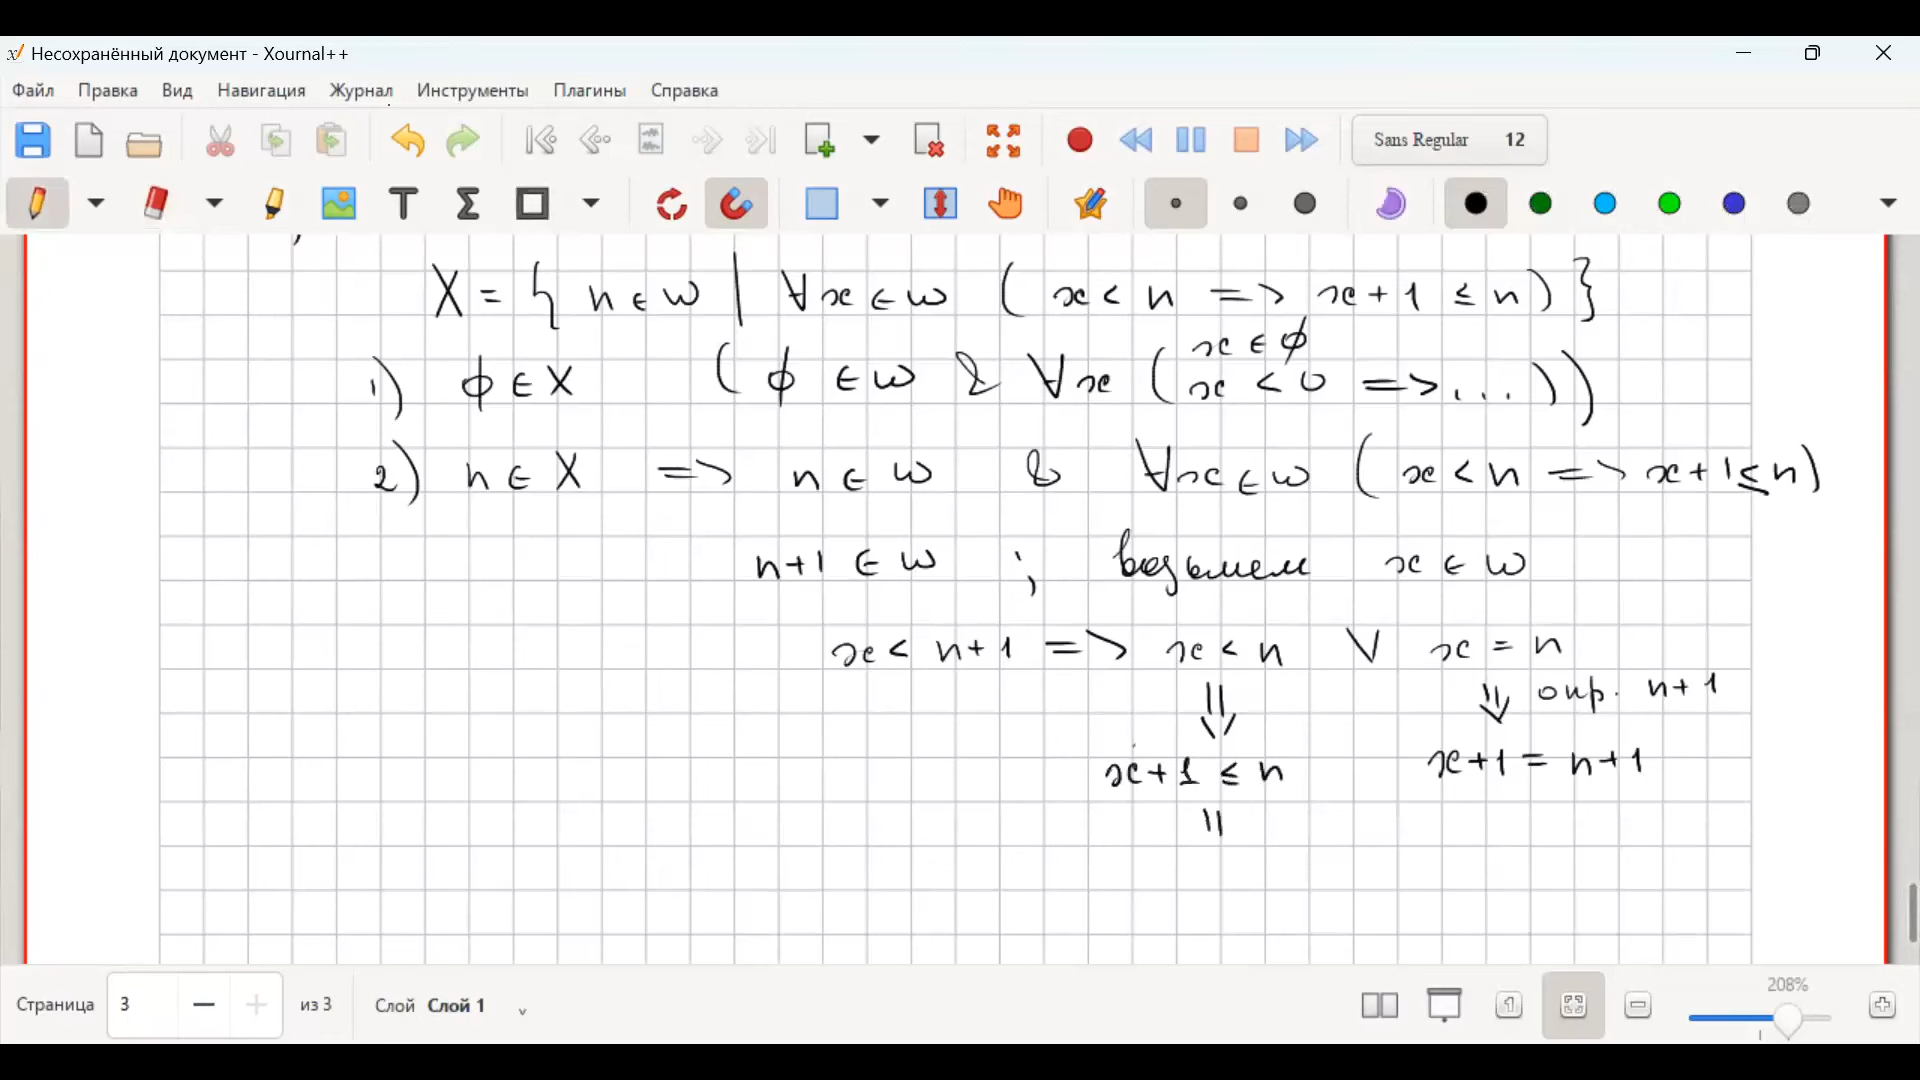 Несохранённый документ - Xournal++
Файл Правка Вид Навигация Журнал Инструменты Плагины Справка
Sans Regular 12
X = { n ∈ ω | ∀x ∈ ω ( x < n => x + 1 ≤ n ) }
x ∈ ϕ
1) ϕ ∈ X ( ϕ ∈ ω & ∀x ( x < 0 => ... ) )
2) n ∈ X => n ∈ ω & ∀x ∈ ω ( x < n => x + 1 ≤ n )
n+1 ∈ ω ; возьмем x ∈ ω
x < n+1 => x < n ∨ x = n
⇓ ⇓ опр. n+1
x+1 ≤ n x+1 = n+1
||
Страница 3 из 3 Слой Слой 1 208%